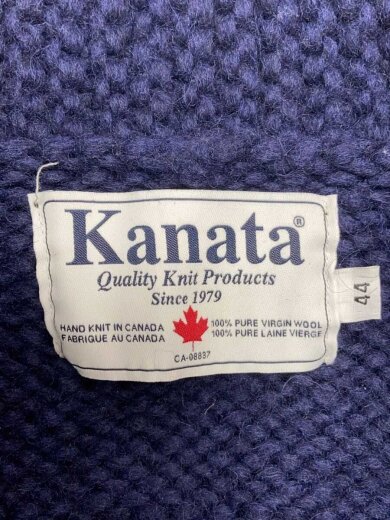 Kanata®
Quality Knit Products
Since 1979
HAND KNIT IN CANADA
FABRIQUE AU CANADA
100% PURE VIRGIN WOOL
100% PURE LAINE VIERGE
CA-08837
44